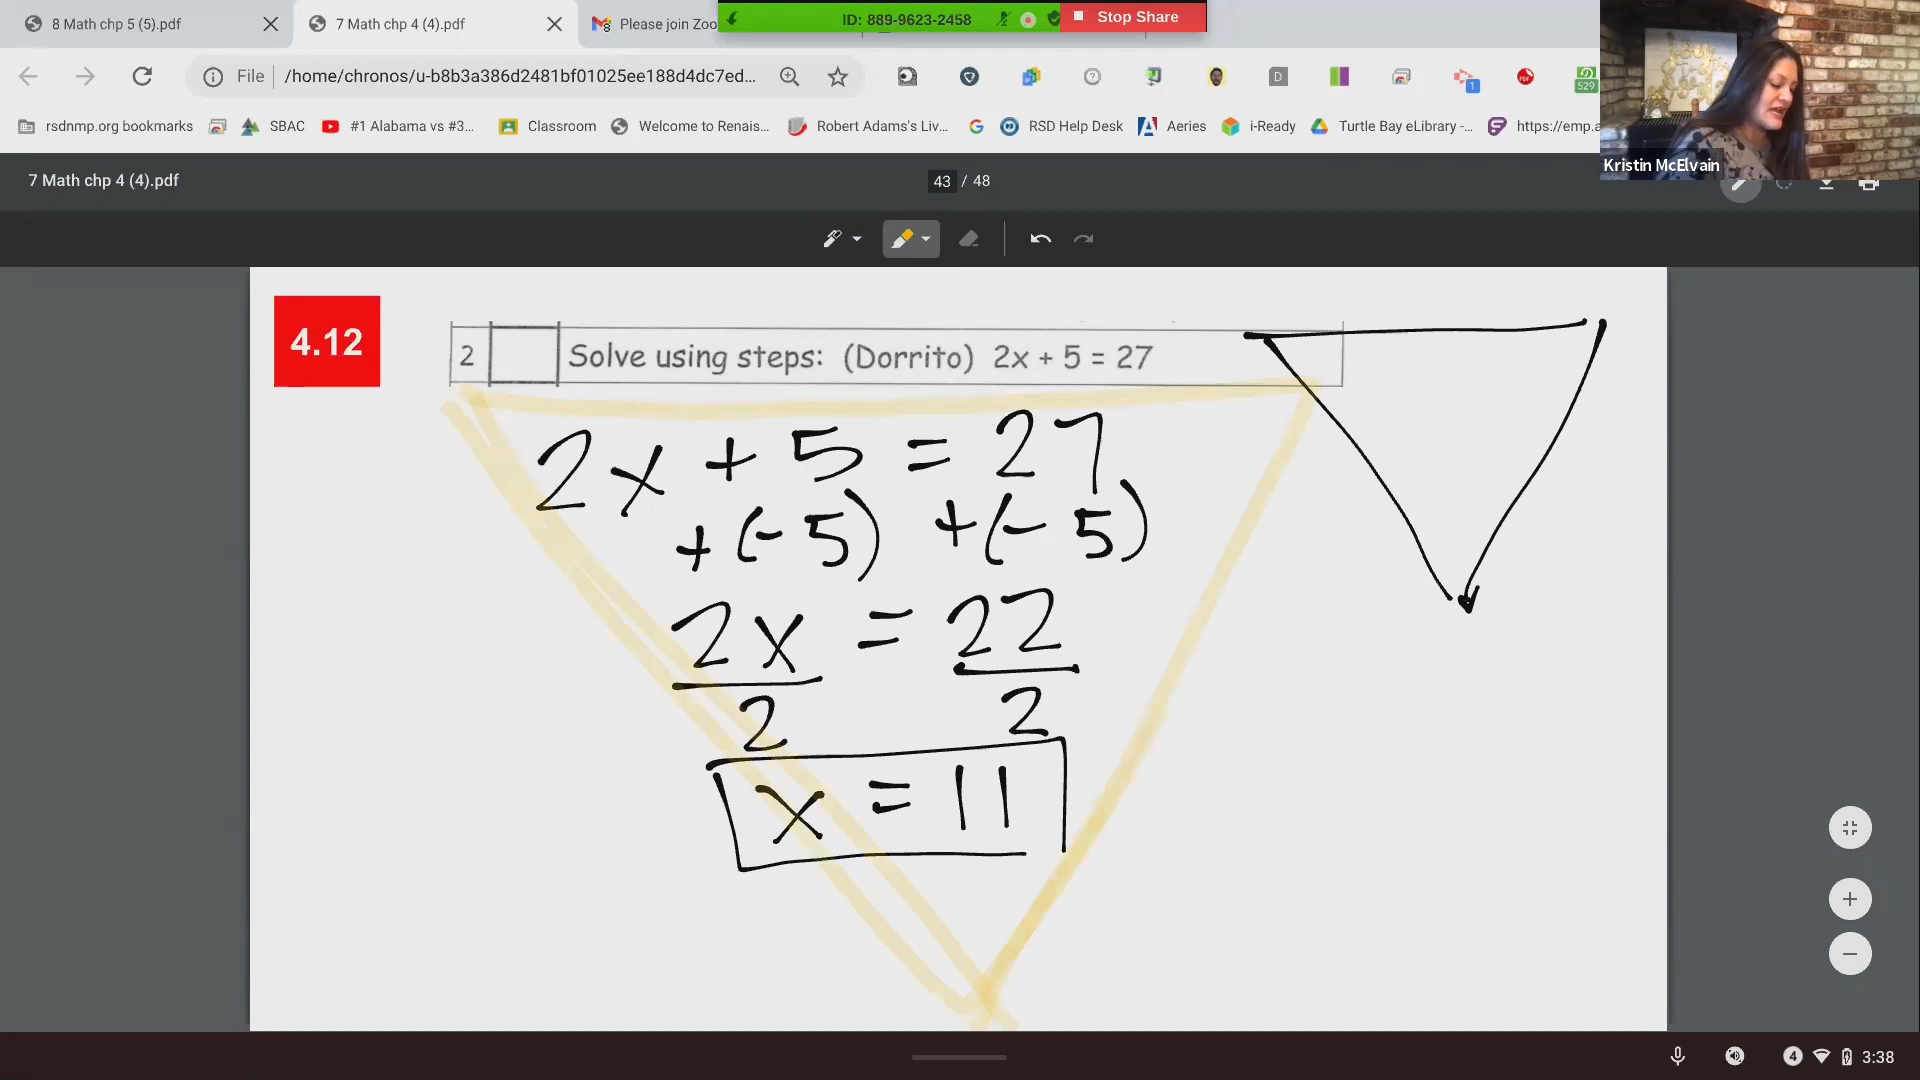 8 Math chp 5 (5).pdf
7 Math chp 4 (4).pdf
Please join Zoo
ID: 889-9623-2458
Stop Share
File
/home/chronos/u-b8b3a386d2481bf01025ee188d4dc7ed...
D
1
529
rsdnmp.org bookmarks
SBAC
#1 Alabama vs #3...
Classroom
Welcome to Renais...
Robert Adams's Liv...
RSD Help Desk
Aeries
i-Ready
Turtle Bay eLibrary -...
https://emp.a
Kristin McElvain
7 Math chp 4 (4).pdf
43 / 48
4.12
2 Solve using steps: (Dorrito) 2x + 5 = 27
2x + 5 = 27
+(-5) +(-5)
2x = 22
2 2
x = 11
4 3:38